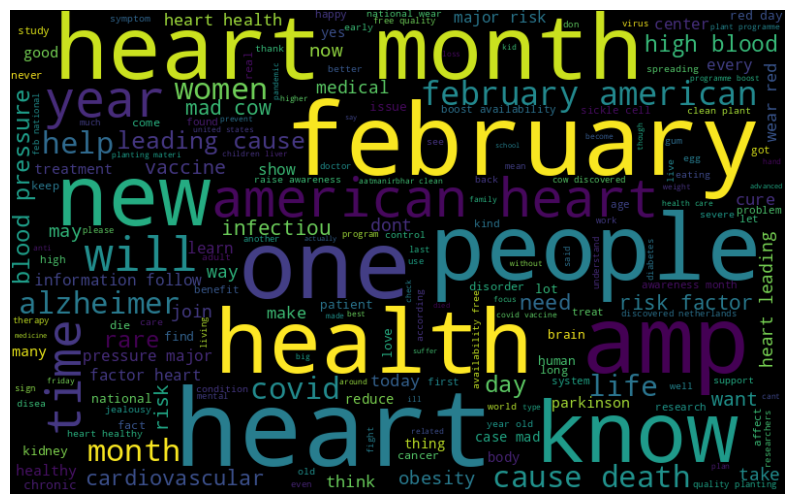 symptom
happy
national wear
free quality
early
don
virus
red day
plant programme
study
heart month
heart health
major risk
center
good
yes
now
high blood
never
thank
better
real
kid
pandemic
higher
spreading
programme boost
year
women
medical
every
mad cow
february american
found
issue
boost availability
sickle cell
clean plant
wear red
much
come
prevent
say
become
though
help
leading cause
february
united states
see
gum
got
feb national
planting materi
children liver
school
mean
egg
treatment
vaccine
show
doctor
eating
hand
blood pressure
keep
raise awareness
back
cow discovered
live
weight
advanced
aatmanirbhar clean
new
american heart
family
health care
cure
may
please
infectiou
dont
kind
age
work
severe
problem
let
another
actually
program
control
said
understand
diabetes
high
learn
last
without
anti
will
one
people
way
use
disorder
lot
awareness month
information follow
adult
benefit
check
focus
discovered netherlands
alzheimer
join
make
patient
need
risk factor
heart leading
die
care
made
best
covid vaccine
treat
therapy
rare
find
love
according
availability free
brain
medicine
living
health
amp
many
pressure major
big
suffer
human
time
factor heart
long
sign
friday
covid
today
first
system
well
support
around
day
life
want
disea
national
risk
mental
condition
reduce
ill
world
type
cant
jealousy
parkinson
research
affect
researchers
fact
heart
related
year old
know
heart healthy
fight
thing
case mad
kidney
month
cancer
body
healthy
old
think
even
obesity
plan
cause death
take
chronic
cardiovascular
quality planting